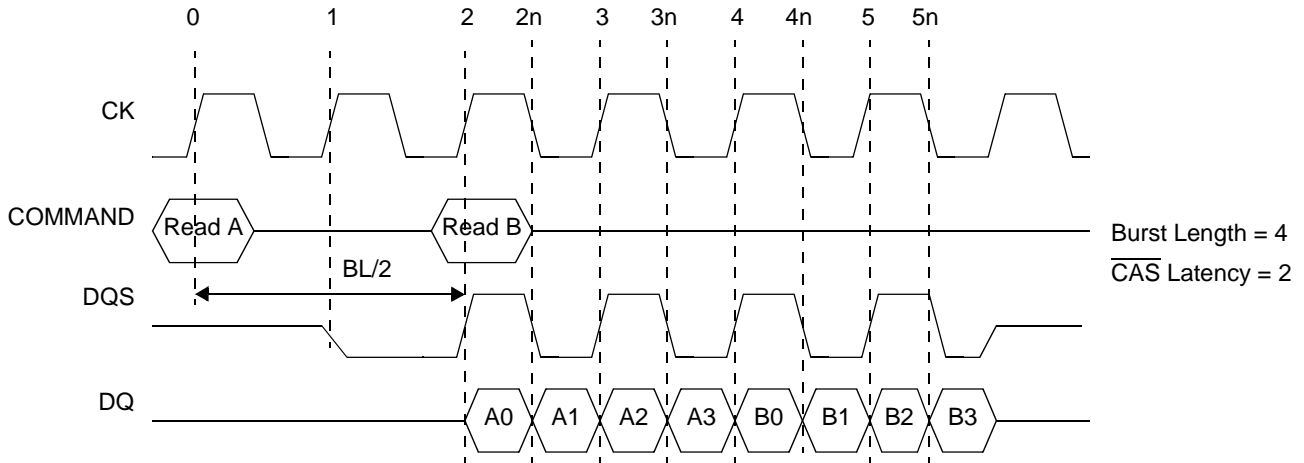 0 1 2 2n 3 3n 4 4n 5 5n
CK
COMMAND Read A Read B
Burst Length = 4
BL/2
CAS Latency = 2
DQS
DQ A0 A1 A2 A3 B0 B1 B2 B3